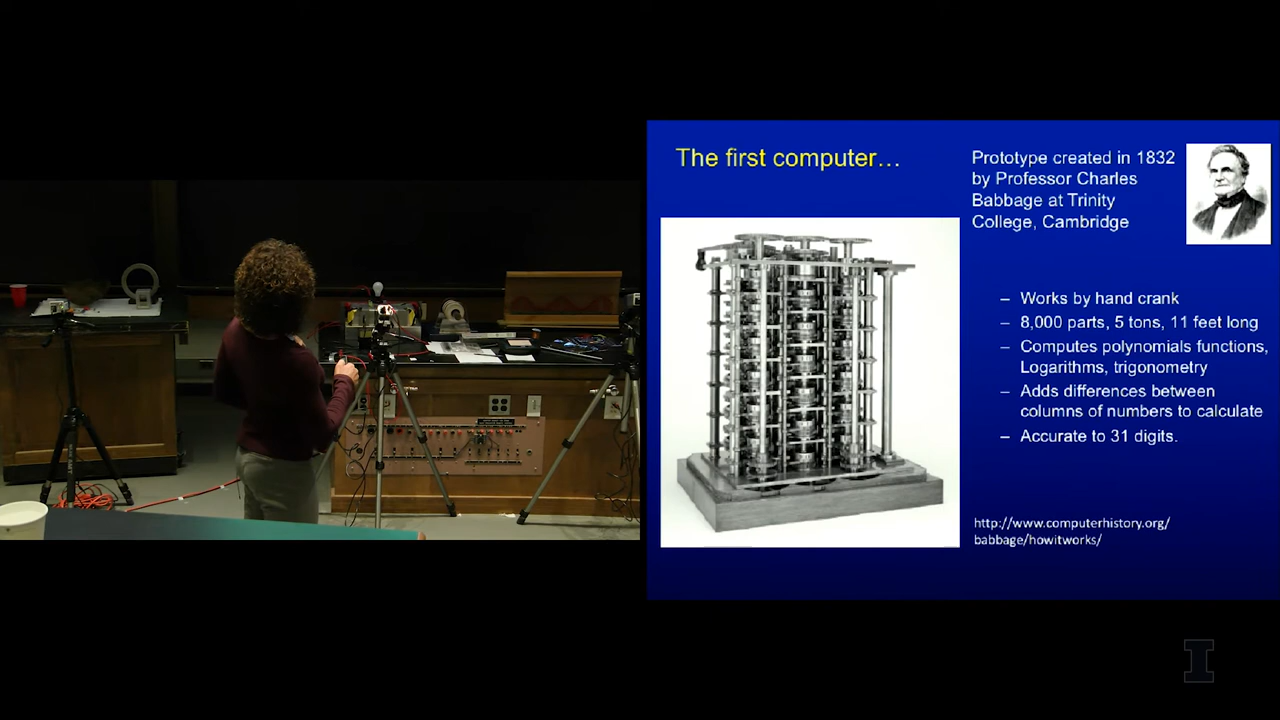 The first computer...
Prototype created in 1832
by Professor Charles
Babbage at Trinity
College, Cambridge
– Works by hand crank
– 8,000 parts, 5 tons, 11 feet long
– Computes polynomials functions,
Logarithms, trigonometry
– Adds differences between
columns of numbers to calculate
– Accurate to 31 digits.
http://www.computerhistory.org/
babbage/howitworks/